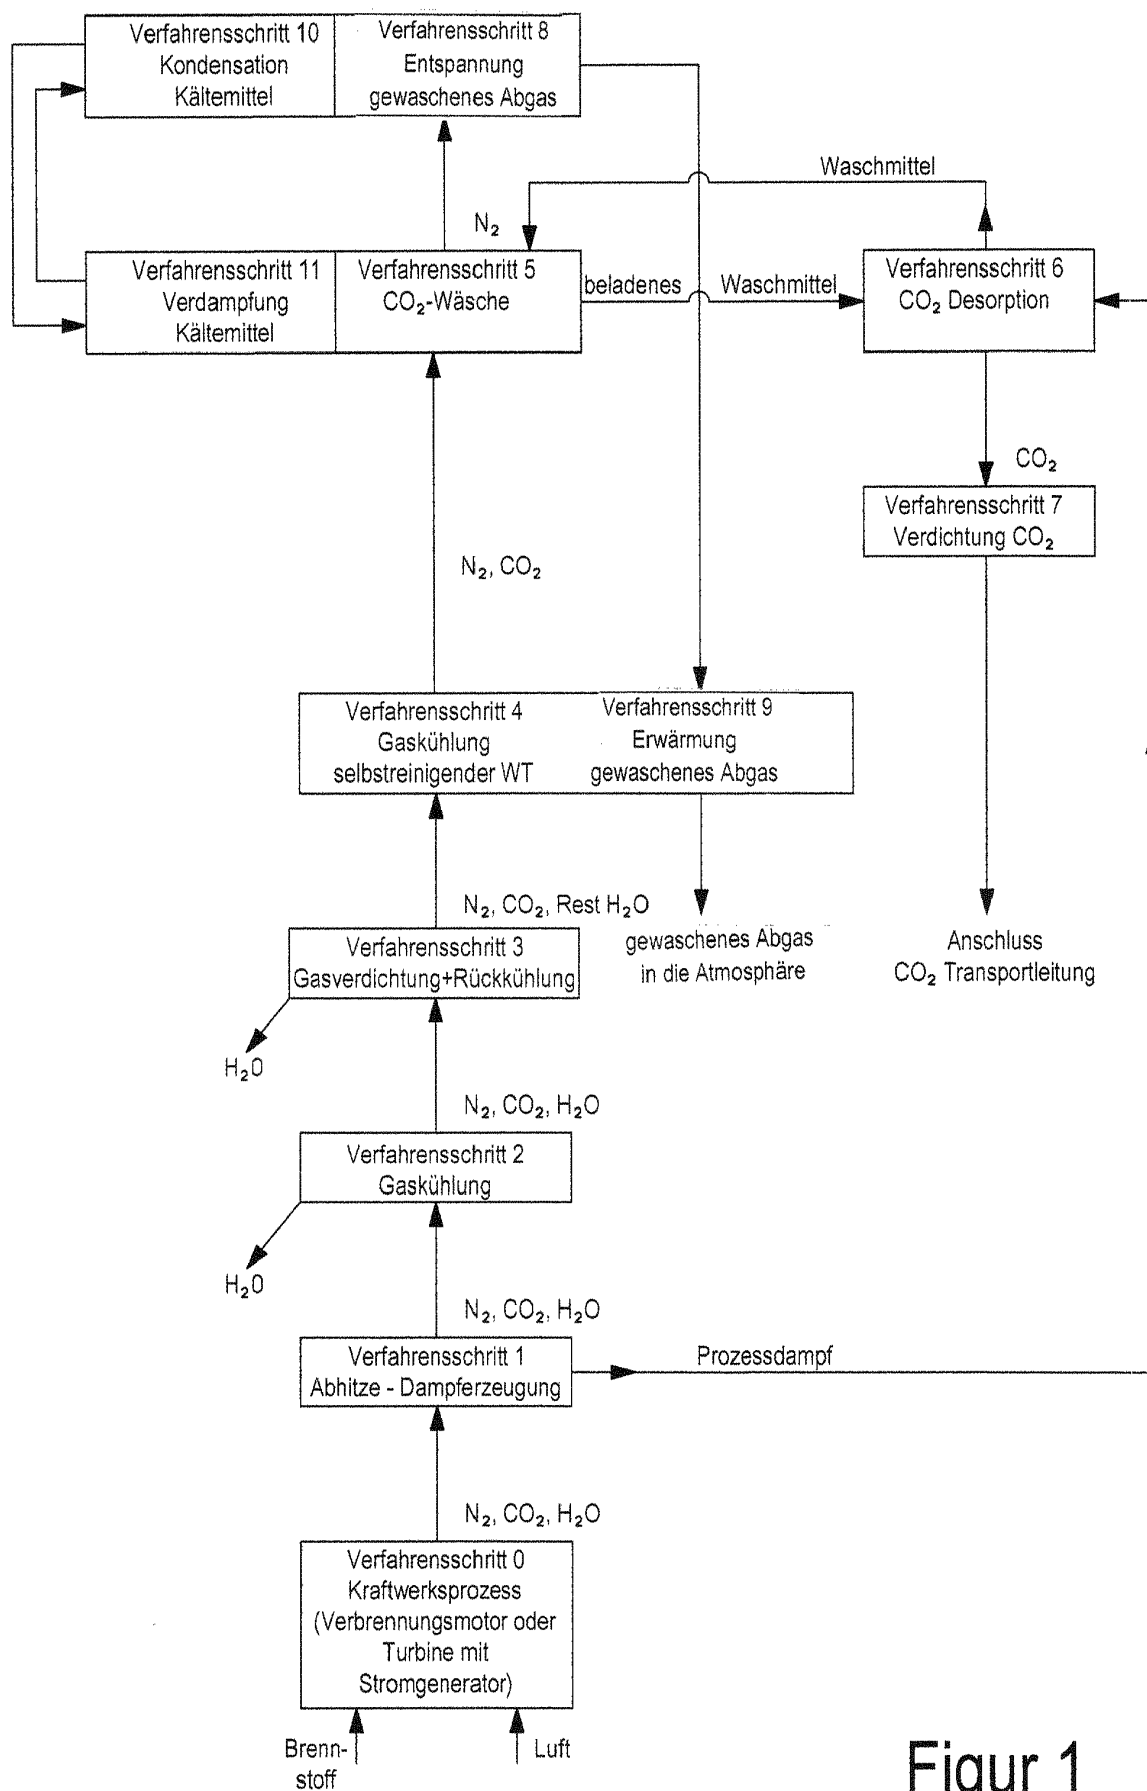 Verfahrensschritt 10
Kondensation
Kältemittel
Verfahrensschritt 8
Entspannung
gewaschenes Abgas
Waschmittel
N₂
Verfahrensschritt 11
Verdampfung
Kältemittel
Verfahrensschritt 5
CO₂-Wäsche
beladenes Waschmittel
Verfahrensschritt 6
CO₂ Desorption
CO₂
Verfahrensschritt 7
Verdichtung CO₂
N₂, CO₂
Verfahrensschritt 4
Gaskühlung
selbstreinigender WT
Verfahrensschritt 9
Erwärmung
gewaschenes Abgas
N₂, CO₂, Rest H₂O
Verfahrensschritt 3
Gasverdichtung+Rückkühlung
gewaschenes Abgas
in die Atmosphäre
Anschluss
CO₂ Transportleitung
H₂O
N₂, CO₂, H₂O
Verfahrensschritt 2
Gaskühlung
H₂O
N₂, CO₂, H₂O
Verfahrensschritt 1
Abhitze - Dampferzeugung
Prozessdampf
N₂, CO₂, H₂O
Verfahrensschritt 0
Kraftwerksprozess
(Verbrennungsmotor oder
Turbine mit
Stromgenerator)
Brenn-
stoff
Luft
Figur 1